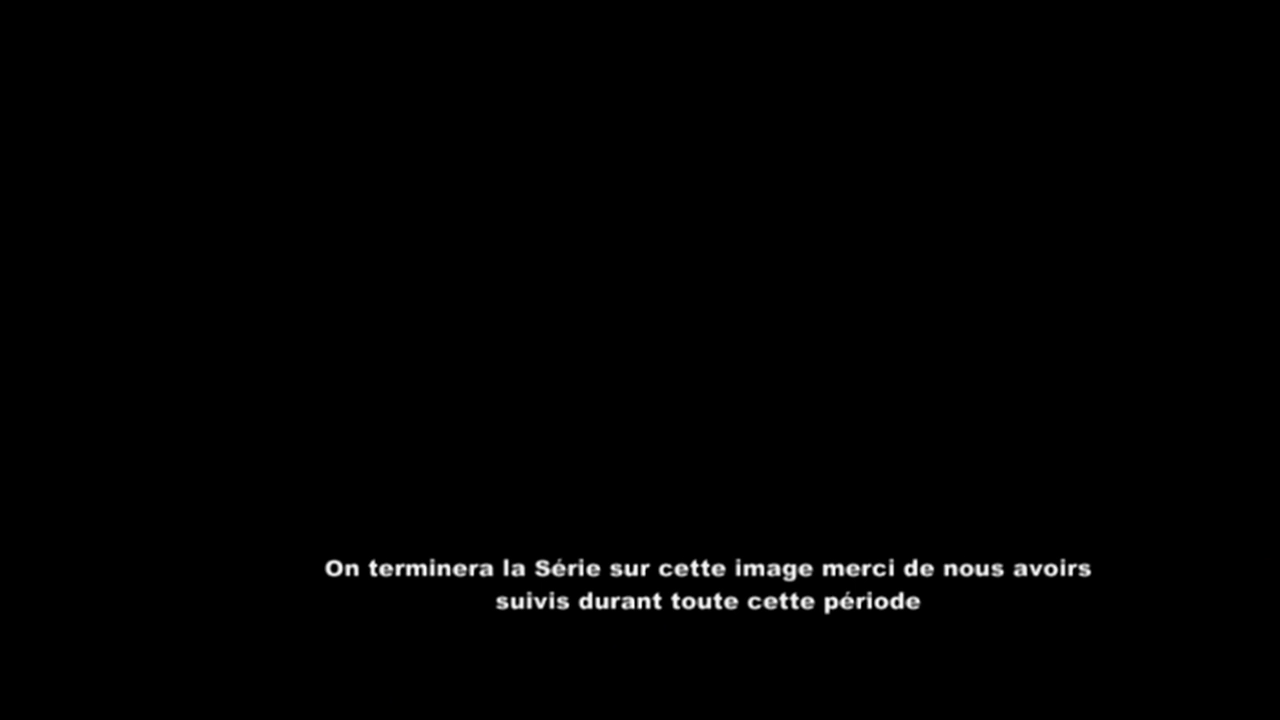 On terminera la Série sur cette image merci de nous avoirs
suivis durant toute cette période